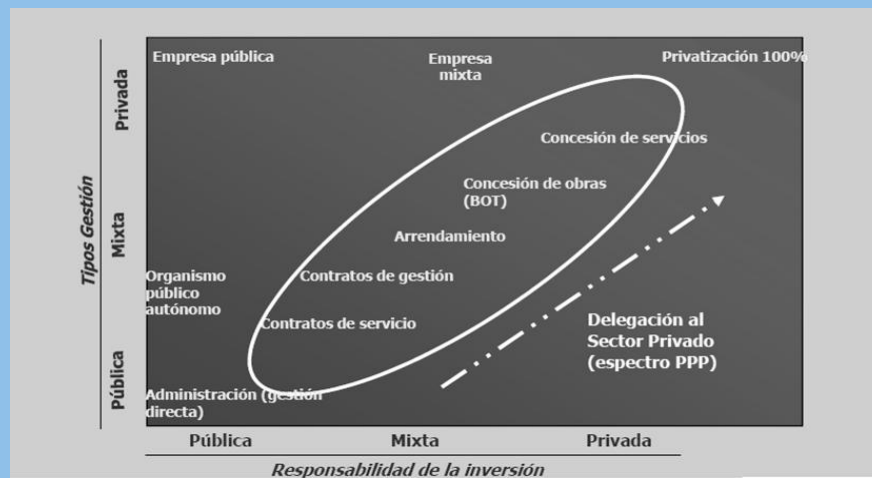 Empresa pública
Empresa
mixta
Privatización 100%
Concesión de servicios
Concesión de obras
(BOT)
Arrendamiento
Contratos de gestión
Organismo
público
autónomo
Contratos de servicio
Delegación al
Sector Privado
(espectro PPP)
Administración (gestión
directa)
Tipos Gestión
Privada
Mixta
Pública
Pública
Mixta
Privada
Responsabilidad de la inversión